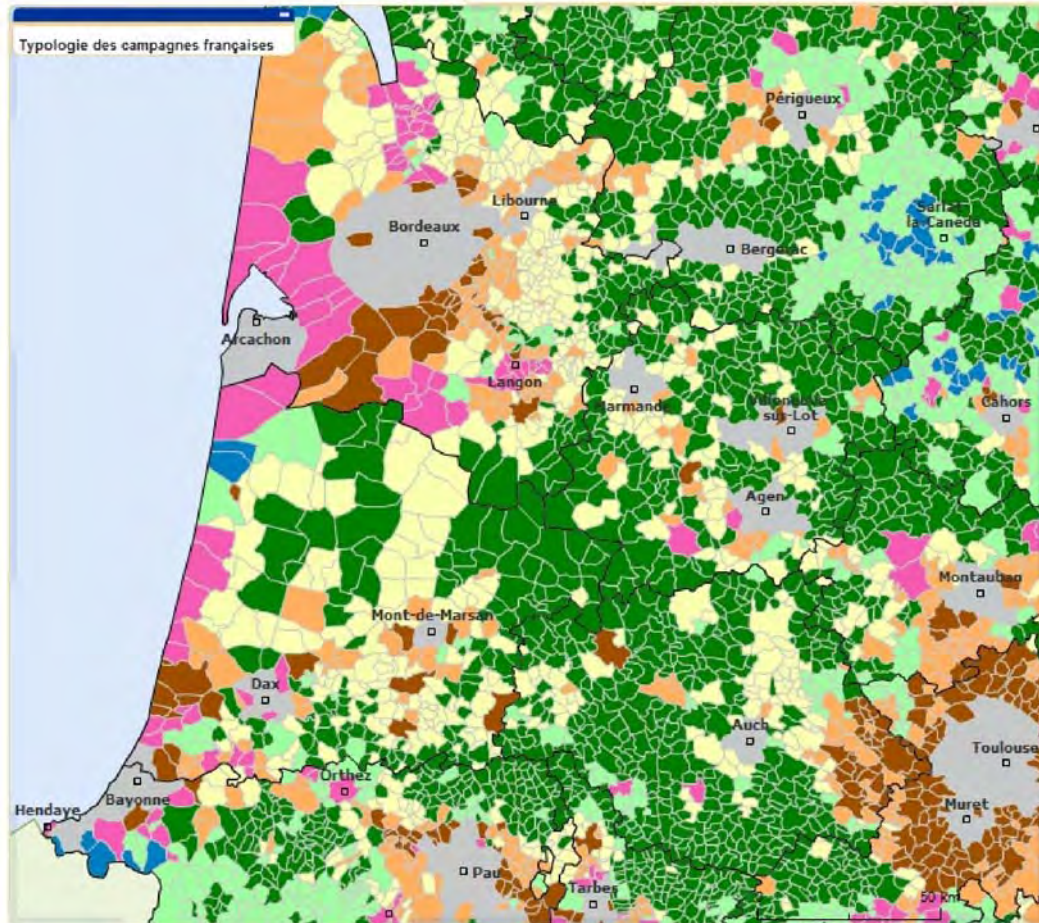 Typologie des campagnes françaises
Périgueux
Libourne
Sarlat
la-Canéda
Bordeaux
Bergerac
Arcachon
Langon
Marmande
Villeneuve
sur-Lot
Cahors
Agen
Montauban
Mont-de-Marsan
Dax
Auch
Toulouse
Orthez
Bayonne
Hendaye
Muret
Pau
Tarbes
50 km